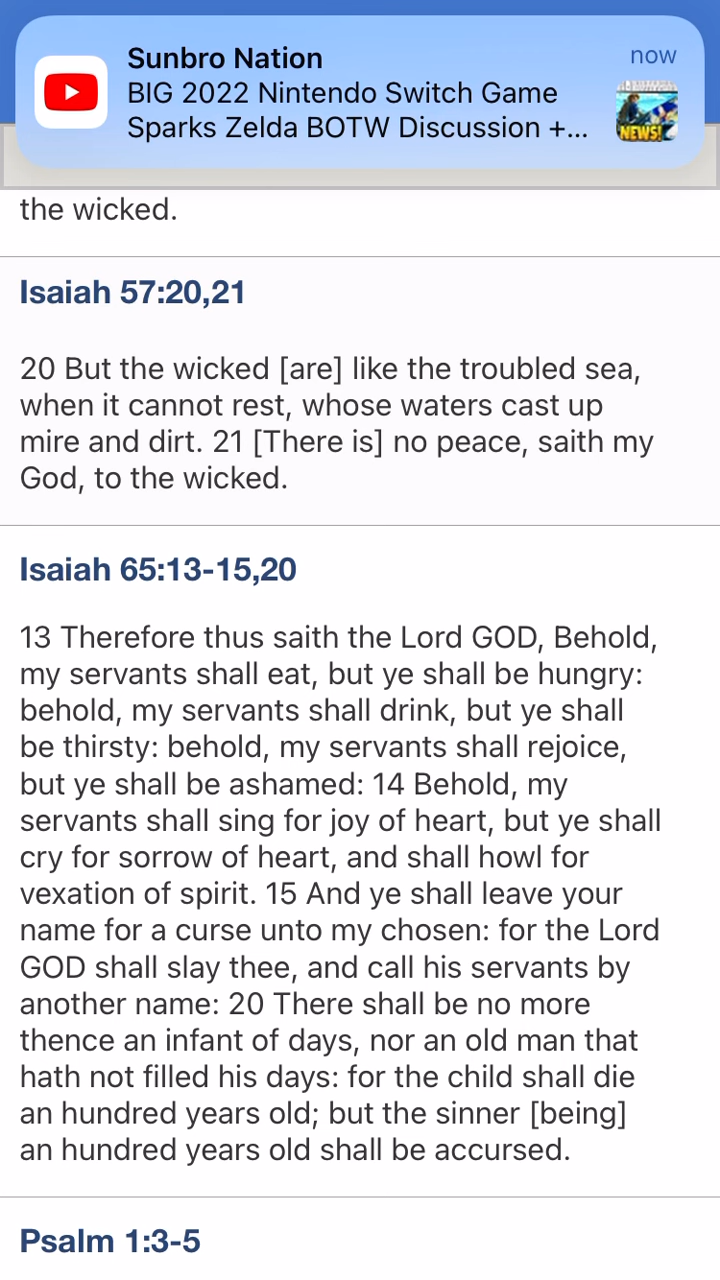 Sunbro Nation
now
BIG 2022 Nintendo Switch Game
Sparks Zelda BOTW Discussion +...
NEWS!
the wicked.
Isaiah 57:20,21
20 But the wicked [are] like the troubled sea,
when it cannot rest, whose waters cast up
mire and dirt. 21 [There is] no peace, saith my
God, to the wicked.
Isaiah 65:13-15,20
13 Therefore thus saith the Lord GOD, Behold,
my servants shall eat, but ye shall be hungry:
behold, my servants shall drink, but ye shall
be thirsty: behold, my servants shall rejoice,
but ye shall be ashamed: 14 Behold, my
servants shall sing for joy of heart, but ye shall
cry for sorrow of heart, and shall howl for
vexation of spirit. 15 And ye shall leave your
name for a curse unto my chosen: for the Lord
GOD shall slay thee, and call his servants by
another name: 20 There shall be no more
thence an infant of days, nor an old man that
hath not filled his days: for the child shall die
an hundred years old; but the sinner [being]
an hundred years old shall be accursed.
Psalm 1:3-5